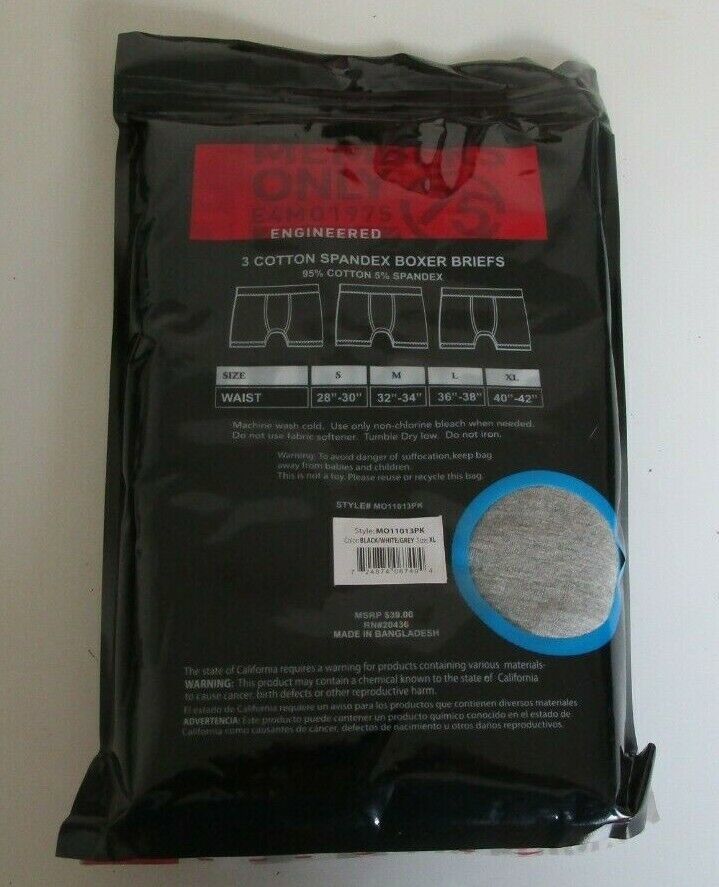 MEMBERS
ONLY
E4MO1975
ENGINEERED
3 COTTON SPANDEX BOXER BRIEFS
95% COTTON 5% SPANDEX
SIZE S M L XL
WAIST 28"-30" 32"-34" 36"-38" 40"-42"
Machine wash cold. Use only non-chlorine bleach when needed.
Do not use fabric softener. Tumble Dry low. Do not iron.
Warning: To avoid danger of suffocation,keep bag
away from babies and children.
This is not a toy. Please reuse or recycle this bag.
STYLE# MO11013PK
Style: MO11013PK
Color: BLACK/WHITE/GREY Size: XL
MSRP $39.00
RN#20436
MADE IN BANGLADESH
The state of California requires a warning for products containing various materials-
WARNING: This product may contain a chemical known to the state of California
to cause cancer, birth defects or other reproductive harm.
El estado de California requiere un aviso para los productos que contienen diversos materiales
ADVERTENCIA: Este producto puede contener un producto químico conocido en el estado de
California como causantes de cáncer, defectos de nacimiento u otros daños reproductivos.